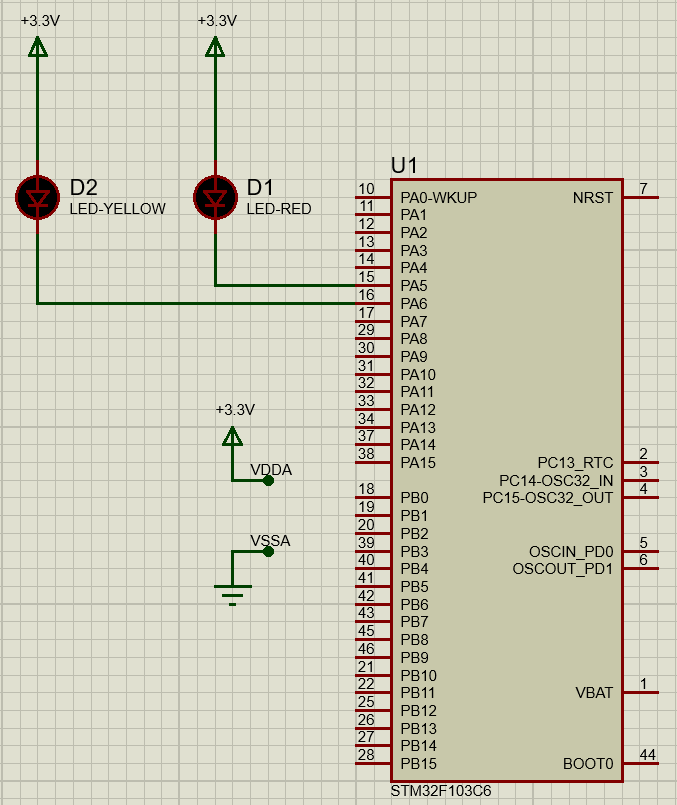 +3.3V
+3.3V
D2
LED-YELLOW
D1
LED-RED
U1
10 PA0-WKUP NRST 7
11 PA1
12 PA2
13 PA3
14 PA4
15 PA5
16 PA6
17 PA7
29 PA8
30 PA9
31 PA10
32 PA11
33 PA12
34 PA13
37 PA14
38 PA15 PC13_RTC 2
PC14-OSC32_IN 3
18 PB0 PC15-OSC32_OUT 4
19 PB1
20 PB2
39 PB3 OSCIN_PD0 5
40 PB4 OSCOUT_PD1 6
41 PB5
42 PB6
43 PB7
45 PB8
46 PB9
21 PB10
22 PB11 VBAT 1
25 PB12
26 PB13
27 PB14
28 PB15 BOOT0 44
STM32F103C6
+3.3V
VDDA
VSSA